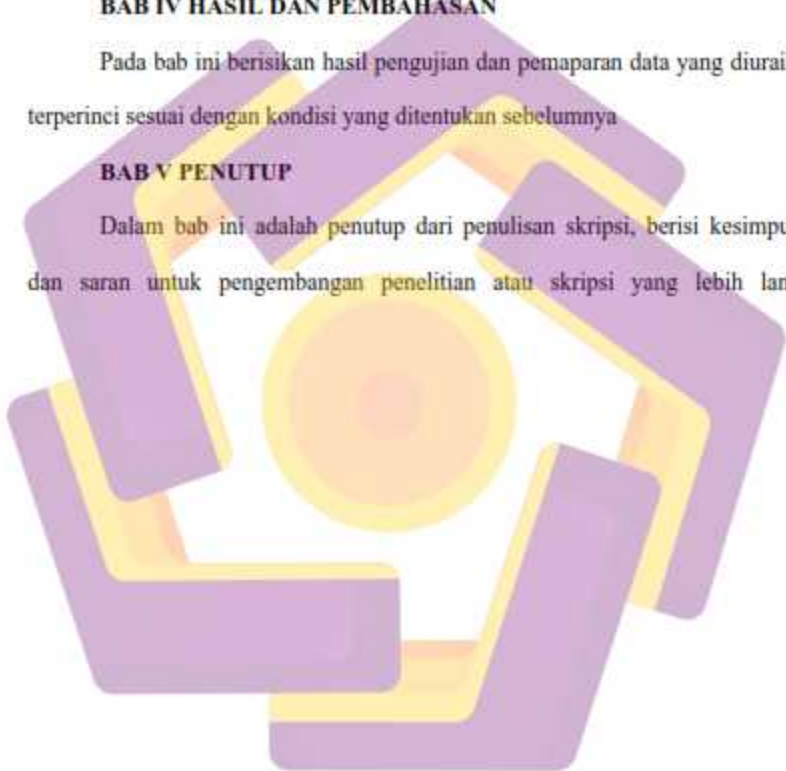 BAB IV HASIL DAN PEMBAHASAN
Pada bab ini berisikan hasil pengujian dan pemaparan data yang diurai
terperinci sesuai dengan kondisi yang ditentukan sebelumnya
BAB V PENUTUP
Dalam bab ini adalah penutup dari penulisan skripsi, berisi kesimpu
dan saran untuk pengembangan penelitian atau skripsi yang lebih lan